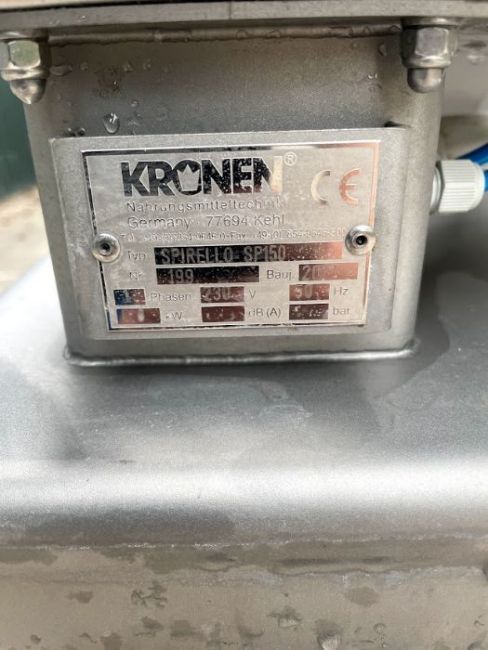 KRONEN®
CE
Nahrungsmitteltechnik
Germany 77694 Kehl
Typ SPIRELLO SP150
Nr. 199 Bauj. 20
Phasen 230 V 50 Hz
kW dB(A) bar